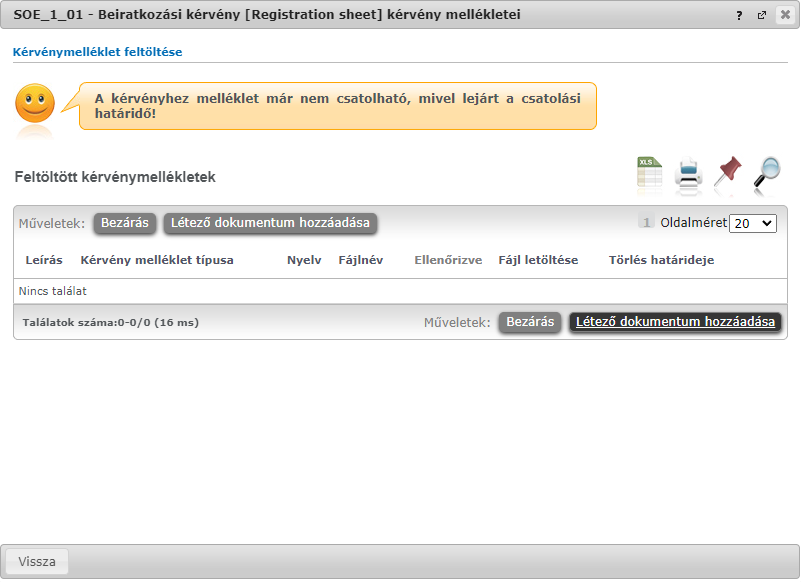 SOE_1_01 - Beiratkozási kérvény [Registration sheet] kérvény mellékletei
?
Kérvénymelléklet feltöltése
A kérvényhez melléklet már nem csatolható, mivel lejárt a csatolási
határidő!
Feltöltött kérvénymellékletek
XLS
Műveletek: Bezárás Létező dokumentum hozzáadása 1 Oldalméret 20
Leírás Kérvény melléklet típusa Nyelv Fájlnév Ellenőrizve Fájl letöltése Törlés határideje
Nincs találat
Találatok száma:0-0/0 (16 ms) Műveletek: Bezárás Létező dokumentum hozzáadása
Vissza